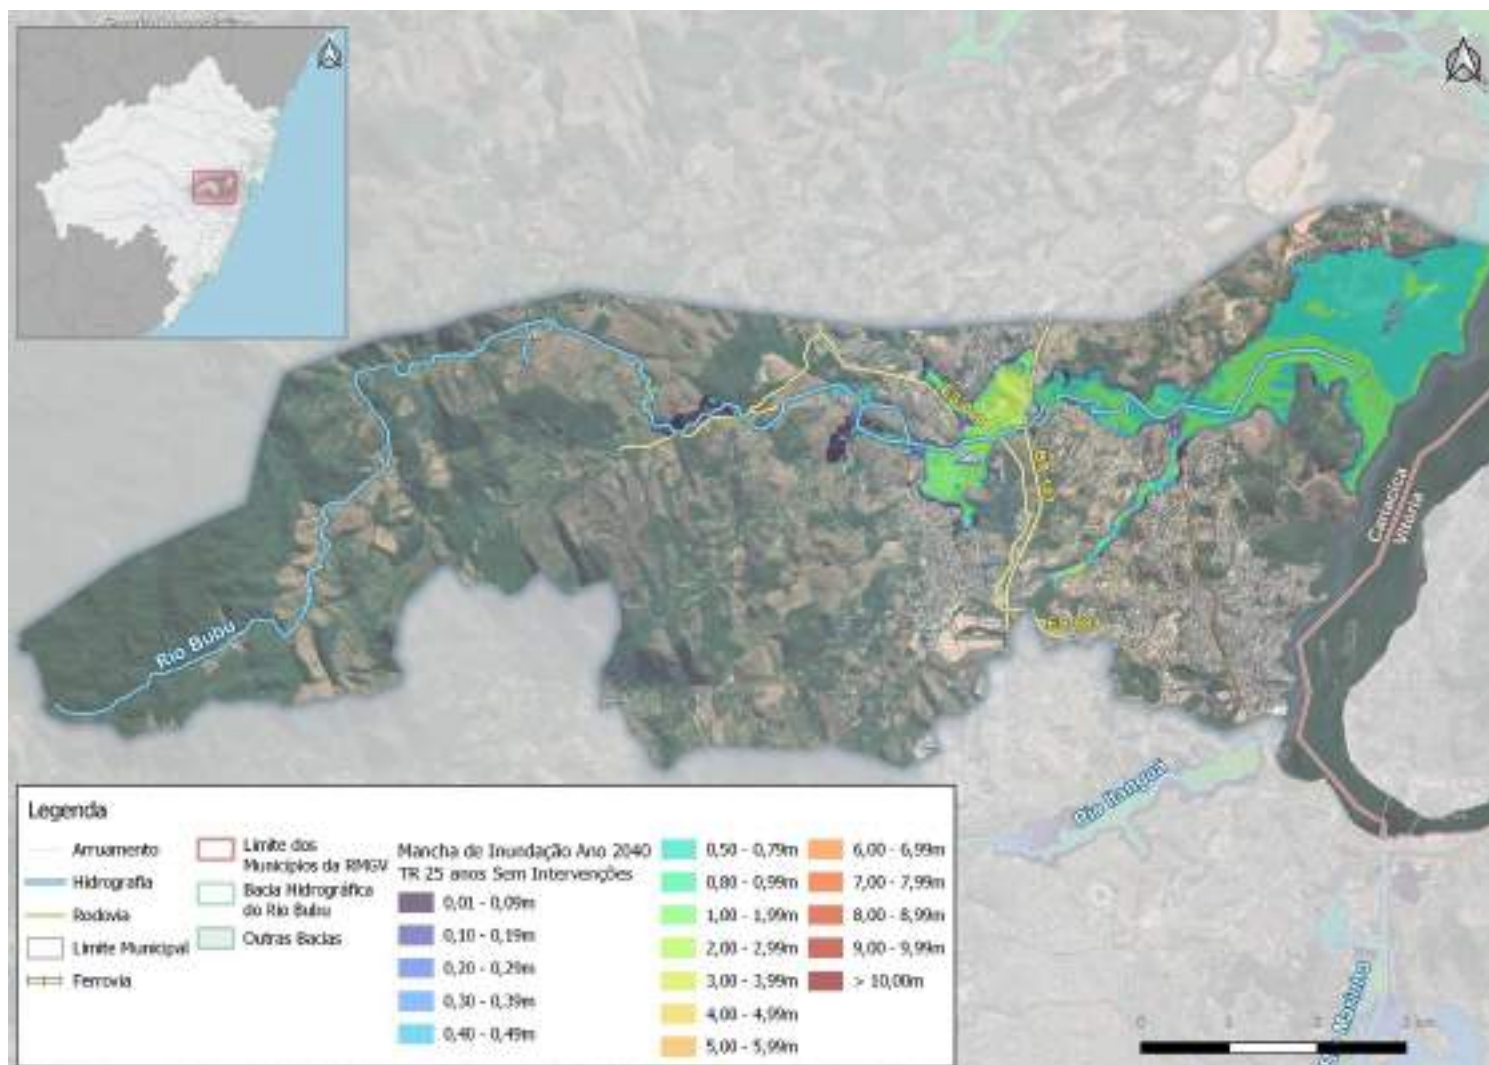 Rio Bubu
Cariacica
Vitória
Legenda
Arruamento
Hidrografia
Rodovia
Limite Municipal
Ferrovia
Limite dos
Municípios da RMGV
Bacia Hidrográfica
do Rio Bubu
Outras Bacias
Mancha de Inundação Ano 2040
TR 25 anos Sem Intervenções
0,01 - 0,09m
0,10 - 0,19m
0,20 - 0,29m
0,30 - 0,39m
0,40 - 0,49m
0,50 - 0,79m
0,80 - 0,99m
1,00 - 1,99m
2,00 - 2,99m
3,00 - 3,99m
4,00 - 4,99m
5,00 - 5,99m
6,00 - 6,99m
7,00 - 7,99m
8,00 - 8,99m
9,00 - 9,99m
> 10,00m
0 1 2 3 km